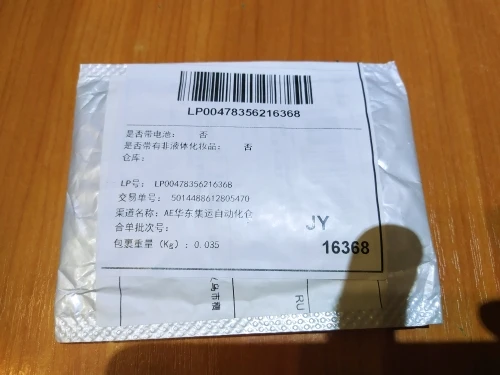 LP00478356216368
是否带电池： 否
是否带有非液体化妆品： 否
仓库：
LP号： LP00478356216368
交易单号： 5014488612805470
渠道名称： AE华东集运自动化仓
合单批次号：
JY
包裹重量（Kg）：0.035
16368
RU